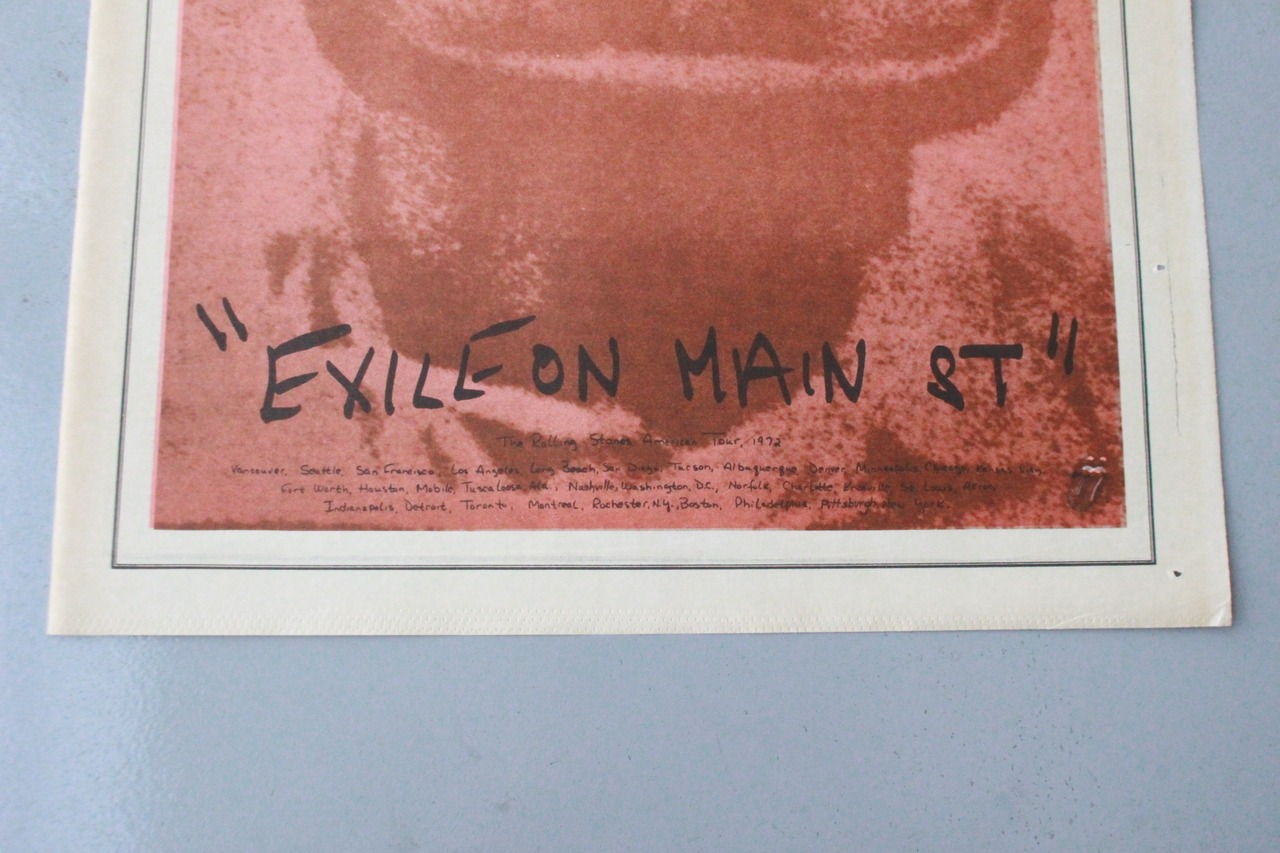 "EXILE ON MAIN ST"
The Rolling Stones American Tour, 1972
Vancouver, Seattle, San Francisco, Los Angeles, Long Beach, San Diego, Tucson, Albuquerque, Denver, Minneapolis, Chicago, Kansas City,
Fort Worth, Houston, Mobile, Tuscaloosa, Ala., Nashville, Washington, D.C., Norfolk, Charlotte, Knoxville, St. Louis, Akron,
Indianapolis, Detroit, Toronto, Montreal, Rochester, N.Y., Boston, Philadelphia, Pittsburgh, New York.